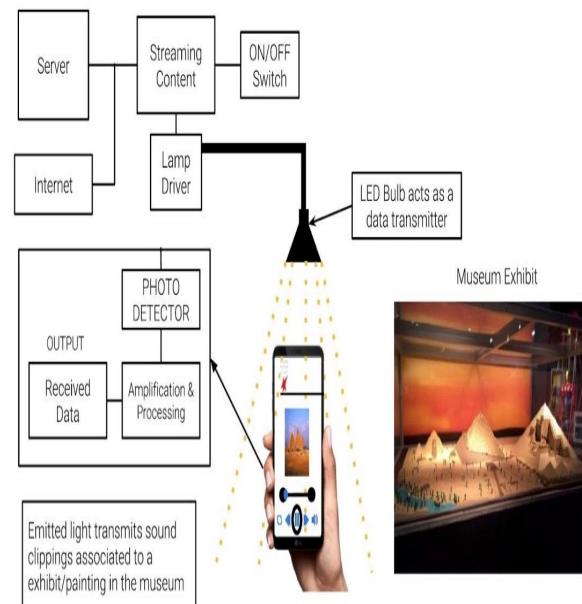 Server
Streaming
Content
ON/OFF
Switch
Internet
Lamp
Driver
LED Bulb acts as a
data transmitter
PHOTO
DETECTOR
OUTPUT
Received
Data
Amplification &
Processing
Museum Exhibit
Emitted light transmits sound
clippings associated to a
exhibit/painting in the museum